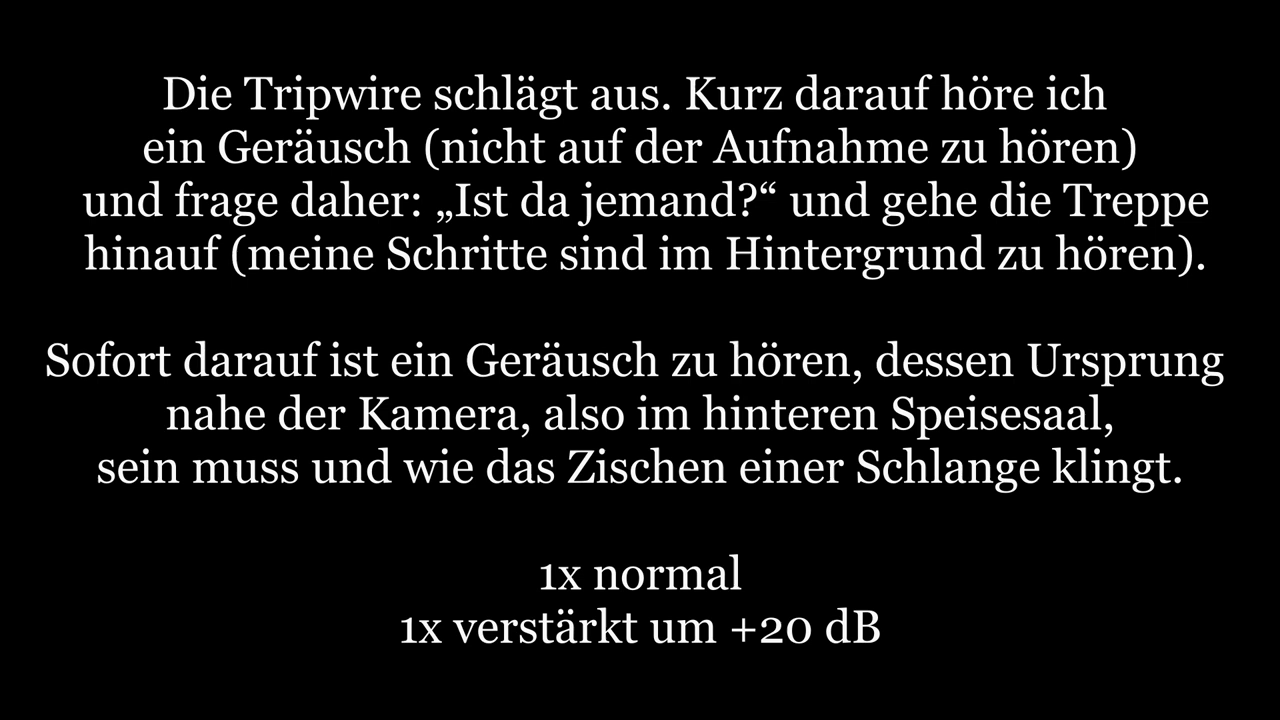 Die Tripwire schlägt aus. Kurz darauf höre ich
ein Geräusch (nicht auf der Aufnahme zu hören)
und frage daher: „Ist da jemand?“ und gehe die Treppe
hinauf (meine Schritte sind im Hintergrund zu hören).
Sofort darauf ist ein Geräusch zu hören, dessen Ursprung
nahe der Kamera, also im hinteren Speisesaal,
sein muss und wie das Zischen einer Schlange klingt.
1x normal
1x verstärkt um +20 dB